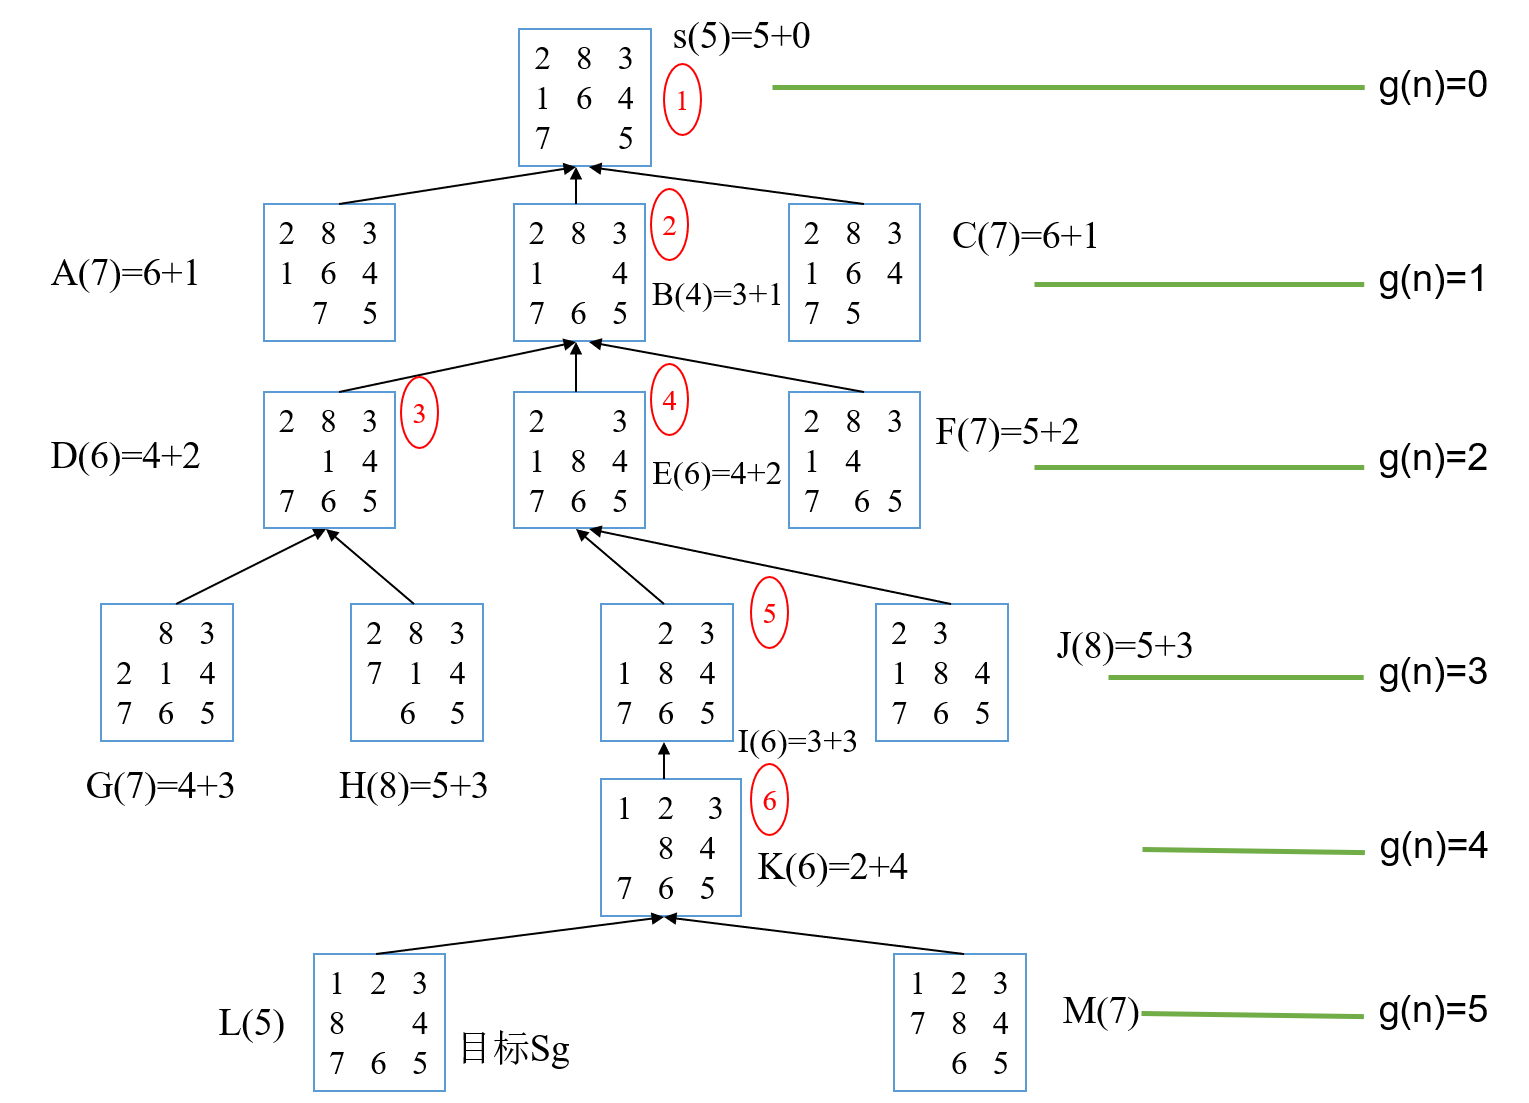 s(5)=5+0
2 8 3
1 6 4
7 5
1
g(n)=0
A(7)=6+1
2 8 3
1 6 4
7 5
2 8 3
1 4
7 6 5
2
B(4)=3+1
2 8 3
1 6 4
7 5
C(7)=6+1
g(n)=1
D(6)=4+2
2 8 3
1 4
7 6 5
3
2 3
1 8 4
7 6 5
4
E(6)=4+2
2 8 3
1 4
7 6 5
F(7)=5+2
g(n)=2
8 3
2 1 4
7 6 5
G(7)=4+3
2 8 3
7 1 4
6 5
H(8)=5+3
2 3
1 8 4
7 6 5
5
I(6)=3+3
2 3
1 8 4
7 6 5
J(8)=5+3
g(n)=3
1 2 3
8 4
7 6 5
6
K(6)=2+4
g(n)=4
L(5)
1 2 3
8 4
7 6 5
目标Sg
1 2 3
7 8 4
6 5
M(7)
g(n)=5